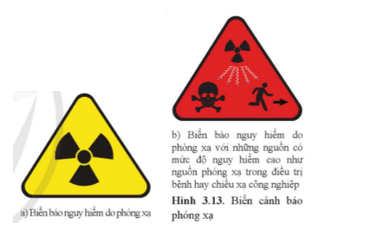 a) Biển báo nguy hiểm do phóng xạ
b) Biển báo nguy hiểm do
phóng xạ với những nguồn có
mức độ nguy hiểm cao như
nguồn phóng xạ trong điều trị
bệnh hay chiếu xạ công nghiệp
Hình 3.13. Biển cảnh báo
phóng xạ